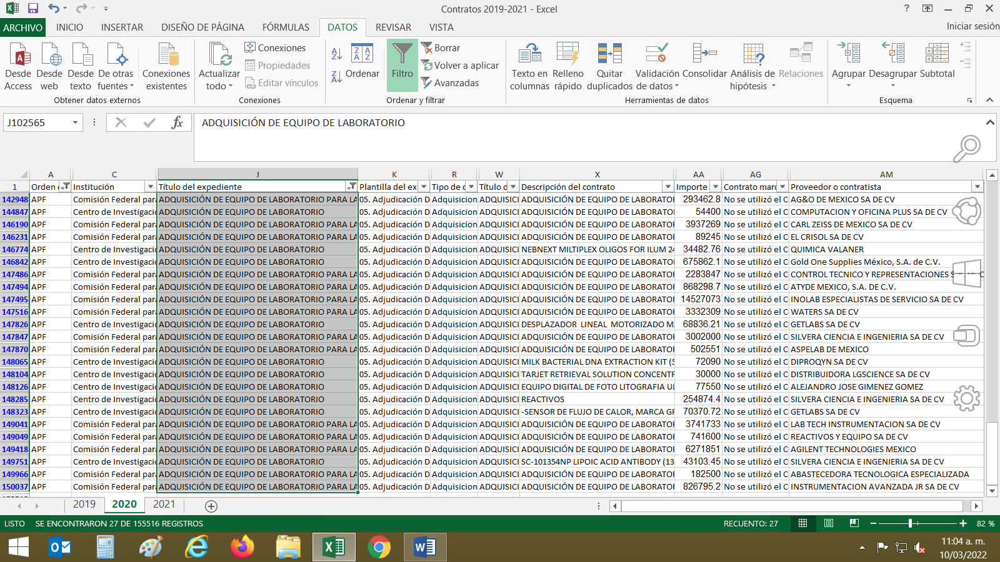 Contratos 2019-2021 - Excel
ARCHIVO INICIO INSERTAR DISEÑO DE PÁGINA FÓRMULAS DATOS REVISAR VISTA Iniciar sesión
Desde Access Desde web Desde texto De otras fuentes Conexiones existentes
Obtener datos externos
Actualizar todo Conexiones Propiedades Editar vínculos
Conexiones
Ordenar Filtro Borrar Volver a aplicar Avanzadas
Ordenar y filtrar
Texto en columnas Relleno rápido Quitar duplicados Validación de datos Consolidar Análisis de hipótesis Relaciones
Herramientas de datos
Agrupar Desagrupar Subtotal
Esquema
J102565 fx ADQUISICIÓN DE EQUIPO DE LABORATORIO
A C J K R W X AA AG AM
1 Orden Institución Título del expediente Plantilla del ex Tipo de c Título d Descripción del contrato Importe Contrato marc Proveedor o contratista
142948 APF Comisión Federal para ADQUISICIÓN DE EQUIPO DE LABORATORIO PARA LA 05. Adjudicación D Adquisicion ADQUISICI ADQUISICIÓN DE EQUIPO DE LABORATOR 293462.8 No se utilizó el C AG&O DE MEXICO SA DE CV
144847 APF Centro de Investigaci ADQUISICIÓN DE EQUIPO DE LABORATORIO 05. Adjudicación D Adquisicion ADQUISICI ADQUISICIÓN DE EQUIPO DE LABORATO 54400 No se utilizó el C COMPUTACION Y OFICINA PLUS SA DE CV
146190 APF Comisión Federal para ADQUISICIÓN DE EQUIPO DE LABORATORIO PARA LA 05. Adjudicación D Adquisicion ADQUISICI ADQUISICIÓN DE EQUIPO DE LABORATOR 3937269 No se utilizó el C CARL ZEISS DE MEXICO SA DE CV
146231 APF Comisión Federal para ADQUISICIÓN DE EQUIPO DE LABORATORIO PARA LA 05. Adjudicación D Adquisicion ADQUISICI ADQUISICIÓN DE EQUIPO DE LABORATOR 89245 No se utilizó el C EL CRISOL SA DE CV
146774 APF Centro de Investigaci ADQUISICIÓN DE EQUIPO DE LABORATORIO 05. Adjudicación D Adquisicion ADQUISICI NEBNEXT MILTIPLEX OLIGOS FOR ILUM 24 34482.76 No se utilizó el C QUIMICA VALANER
146842 APF Centro de Investigaci ADQUISICIÓN DE EQUIPO DE LABORATORIO 05. Adjudicación D Adquisicion ADQUISICI ADQUISICIÓN DE EQUIPO DE LABORATOR 675862.1 No se utilizó el C Gold One Supplies México, S.A. de C.V.
147486 APF Comisión Federal para ADQUISICIÓN DE EQUIPO DE LABORATORIO PARA LA 05. Adjudicación D Adquisicion ADQUISICI ADQUISICIÓN DE EQUIPO DE LABORATOR 2283847 No se utilizó el C CONTROL TECNICO Y REPRESENTACIONES
147494 APF Comisión Federal para ADQUISICIÓN DE EQUIPO DE LABORATORIO PARA LA 05. Adjudicación D Adquisicion ADQUISICI ADQUISICIÓN DE EQUIPO DE LABORATOR 868298.7 No se utilizó el C ATYDE MEXICO, S.A. DE C.V.
147495 APF Comisión Federal para ADQUISICIÓN DE EQUIPO DE LABORATORIO PARA LA 05. Adjudicación D Adquisicion ADQUISICI ADQUISICIÓN DE EQUIPO DE LABORATOR 14527073 No se utilizó el C INOLAB ESPECIALISTAS DE SERVICIO SA DE CV
147516 APF Comisión Federal para ADQUISICIÓN DE EQUIPO DE LABORATORIO PARA LA 05. Adjudicación D Adquisicion ADQUISICI ADQUISICIÓN DE EQUIPO DE LABORATOR 3332309 No se utilizó el C WATERS SA DE CV
147826 APF Centro de Investigaci ADQUISICIÓN DE EQUIPO DE LABORATORIO 05. Adjudicación D Adquisicion ADQUISICI DESPLAZADOR LINEAL MOTORIZADO MA 68836.21 No se utilizó el C GETLABS SA DE CV
147847 APF Comisión Federal para ADQUISICIÓN DE EQUIPO DE LABORATORIO PARA LA 05. Adjudicación D Adquisicion ADQUISICI ADQUISICIÓN DE EQUIPO DE LABORATOR 3002000 No se utilizó el C SILVERA CIENCIA E INGENIERIA SA DE CV
147870 APF Comisión Federal para ADQUISICIÓN DE EQUIPO DE LABORATORIO PARA LA 05. Adjudicación D Adquisicion ADQUISICI ADQUISICIÓN DE EQUIPO DE LABORATOR 502551 No se utilizó el C ASPELAB DE MEXICO
148065 APF Centro de Investigaci ADQUISICIÓN DE EQUIPO DE LABORATORIO 05. Adjudicación D Adquisicion ADQUISICI MILK BACTERIAL DNA EXTRACTION KIT (5 72090 No se utilizó el C DIPROQYN SA DE CV
148104 APF Centro de Investigaci ADQUISICIÓN DE EQUIPO DE LABORATORIO 05. Adjudicación D Adquisicion ADQUISICI TARJET RETRIEVAL SOLUTION CONCENTR 30000 No se utilizó el C DISTRIBUIDORA LGSCIENCE SA DE CV
148126 APF Centro de Investigaci ADQUISICIÓN DE EQUIPO DE LABORATORIO 05. Adjudicación D Adquisicion ADQUISICI EQUIPO DIGITAL DE FOTO LITOGRAFIA UL 77550 No se utilizó el C ALEJANDRO JOSE GIMENEZ GOMEZ
148285 APF Centro de Investigaci ADQUISICIÓN DE EQUIPO DE LABORATORIO 05. Adjudicación D Adquisicion ADQUISICI REACTIVOS 254874.4 No se utilizó el C SILVERA CIENCIA E INGENIERIA SA DE CV
148323 APF Centro de Investigaci ADQUISICIÓN DE EQUIPO DE LABORATORIO 05. Adjudicación D Adquisicion ADQUISICI -SENSOR DE FLUJO DE CALOR, MARCA GR 70370.72 No se utilizó el C GETLABS SA DE CV
149041 APF Comisión Federal para ADQUISICIÓN DE EQUIPO DE LABORATORIO PARA LA 05. Adjudicación D Adquisicion ADQUISICI ADQUISICIÓN DE EQUIPO DE LABORATOR 3741733 No se utilizó el C LAB TECH INSTRUMENTACION SA DE CV
149049 APF Comisión Federal para ADQUISICIÓN DE EQUIPO DE LABORATORIO PARA LA 05. Adjudicación D Adquisicion ADQUISICI ADQUISICIÓN DE EQUIPO DE LABORATOR 741600 No se utilizó el C REACTIVOS Y EQUIPO SA DE CV
149418 APF Comisión Federal para ADQUISICIÓN DE EQUIPO DE LABORATORIO PARA LA 05. Adjudicación D Adquisicion ADQUISICI ADQUISICIÓN DE EQUIPO DE LABORATOR 6271851 No se utilizó el C AGILENT TECHNOLOGIES MEXICO
149751 APF Centro de Investigaci ADQUISICIÓN DE EQUIPO DE LABORATORIO 05. Adjudicación D Adquisicion ADQUISICI SC-101354NP LIPOIC ACID ANTIBODY (13 43103.45 No se utilizó el C SILVERA CIENCIA E INGENIERIA SA DE CV
149966 APF Comisión Federal para ADQUISICIÓN DE EQUIPO DE LABORATORIO PARA LA 05. Adjudicación D Adquisicion ADQUISICI ADQUISICIÓN DE EQUIPO DE LABORATOR 182500 No se utilizó el C ABASTECEDORA TECNOLOGICA ESPECIALIZADA
150037 APF Comisión Federal para ADQUISICIÓN DE EQUIPO DE LABORATORIO PARA LA 05. Adjudicación D Adquisicion ADQUISICI ADQUISICIÓN DE EQUIPO DE LABORATOR 826795.2 No se utilizó el C INSTRUMENTACION AVANZADA JR SA DE CV
2019 2020 2021
LISTO SE ENCONTRARON 27 DE 155516 REGISTROS RECUENTO: 27 82 %
11:04 a. m.
10/03/2022